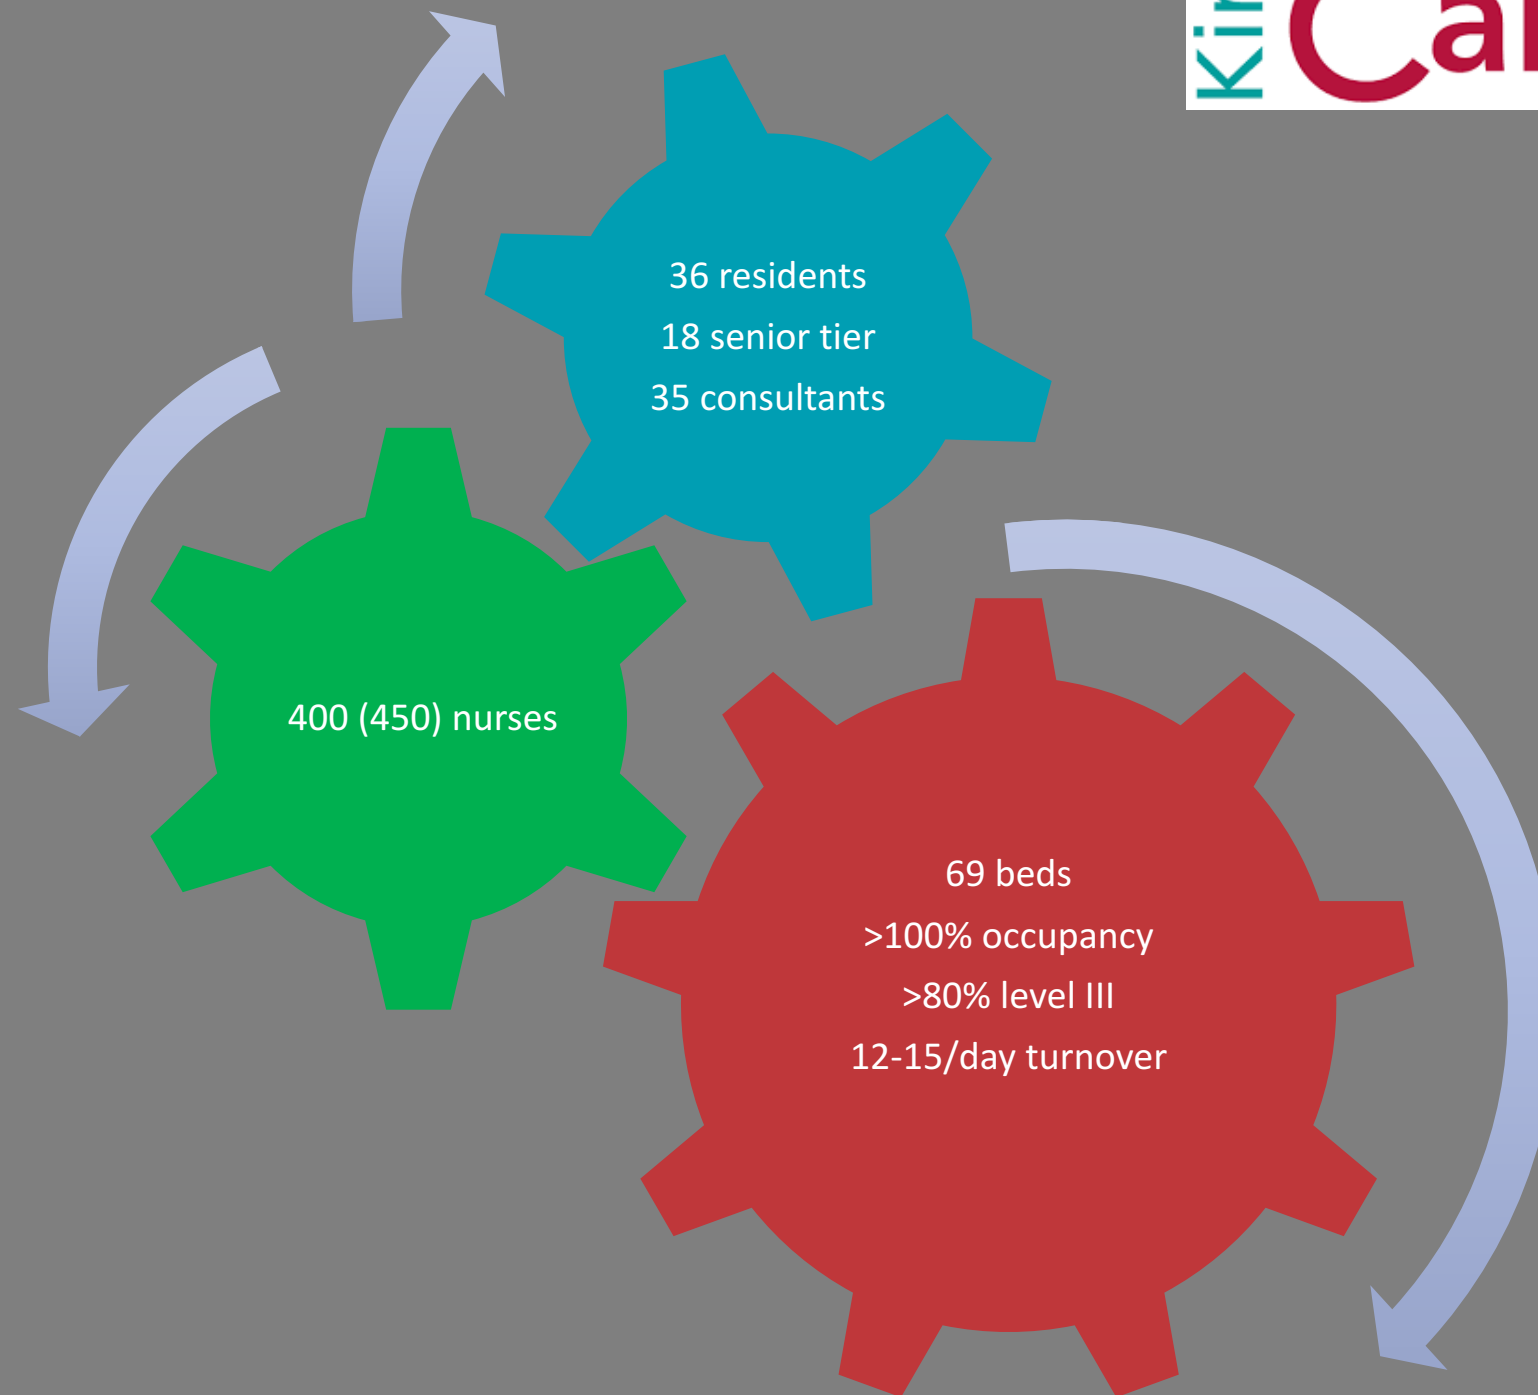 36 residents
18 senior tier
35 consultants
400 (450) nurses
69 beds
>100% occupancy
>80% level III
12-15/day turnover